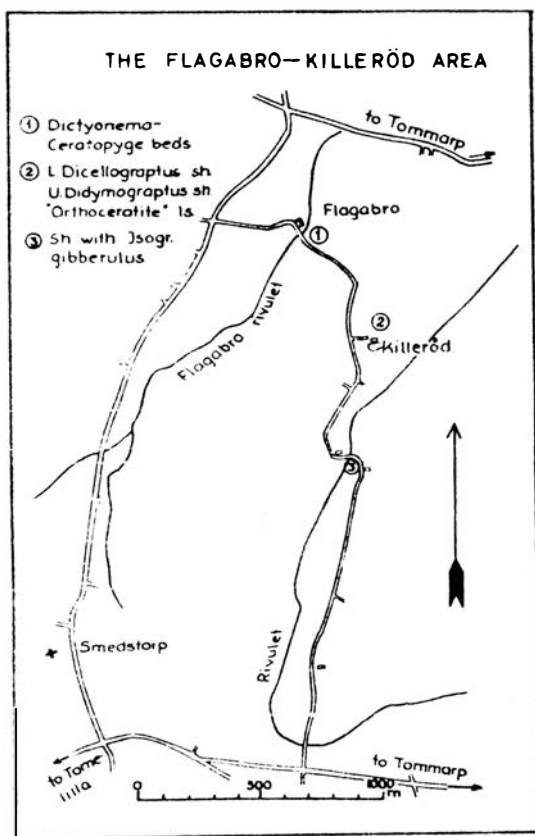 THE FLAGABRO—KILLERÖD AREA
① Dictyonema-
Ceratopyge beds
② L. Dicellograptus sh
U. Didymograptus sh.
"Orthoceratite" ls.
③ Sh with Isogr.
gibberulus
to Tommarp
Flagabro
①
②
Killeröd
Flagabro rivulet
③
Rivulet
Smedstorp
to Tome
lilla
to Tommarp
0 500 1000
m